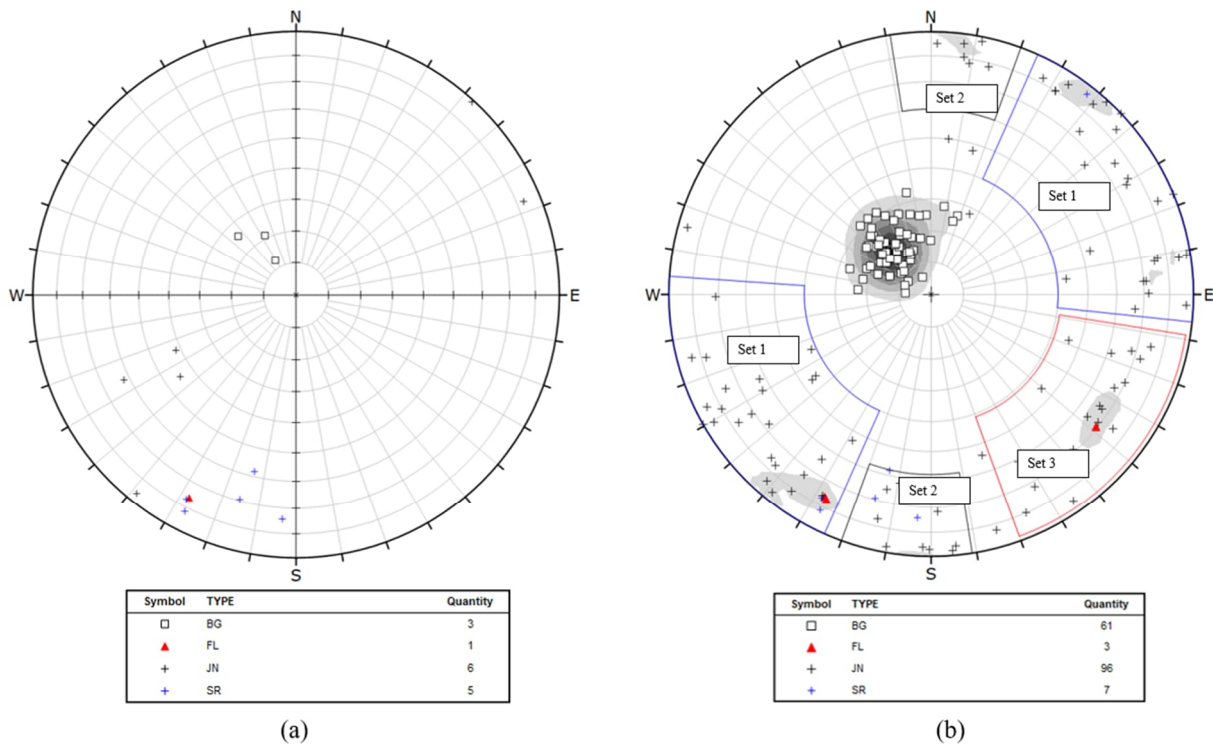 N
W
E
S
Symbol TYPE Quantity
BG 3
FL 1
JN 6
SR 5
(a)
N
Set 2
Set 1
W
E
Set 1
Set 3
Set 2
S
Symbol TYPE Quantity
BG 61
FL 3
JN 96
SR 7
(b)